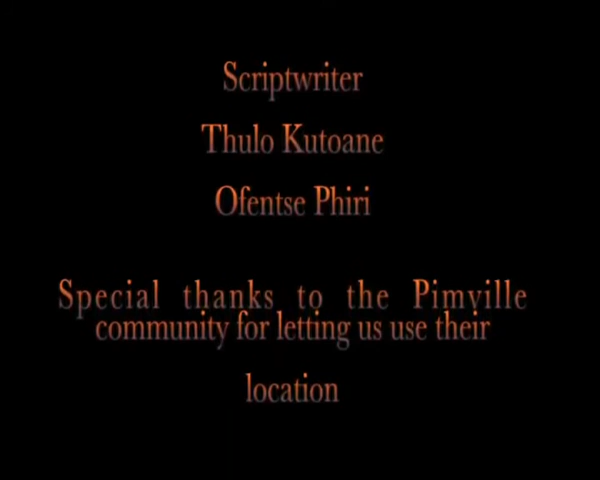 Scriptwriter
Thulo Kutoane
Ofentse Phiri
Special thanks to the Pimville
community for letting us use their
location